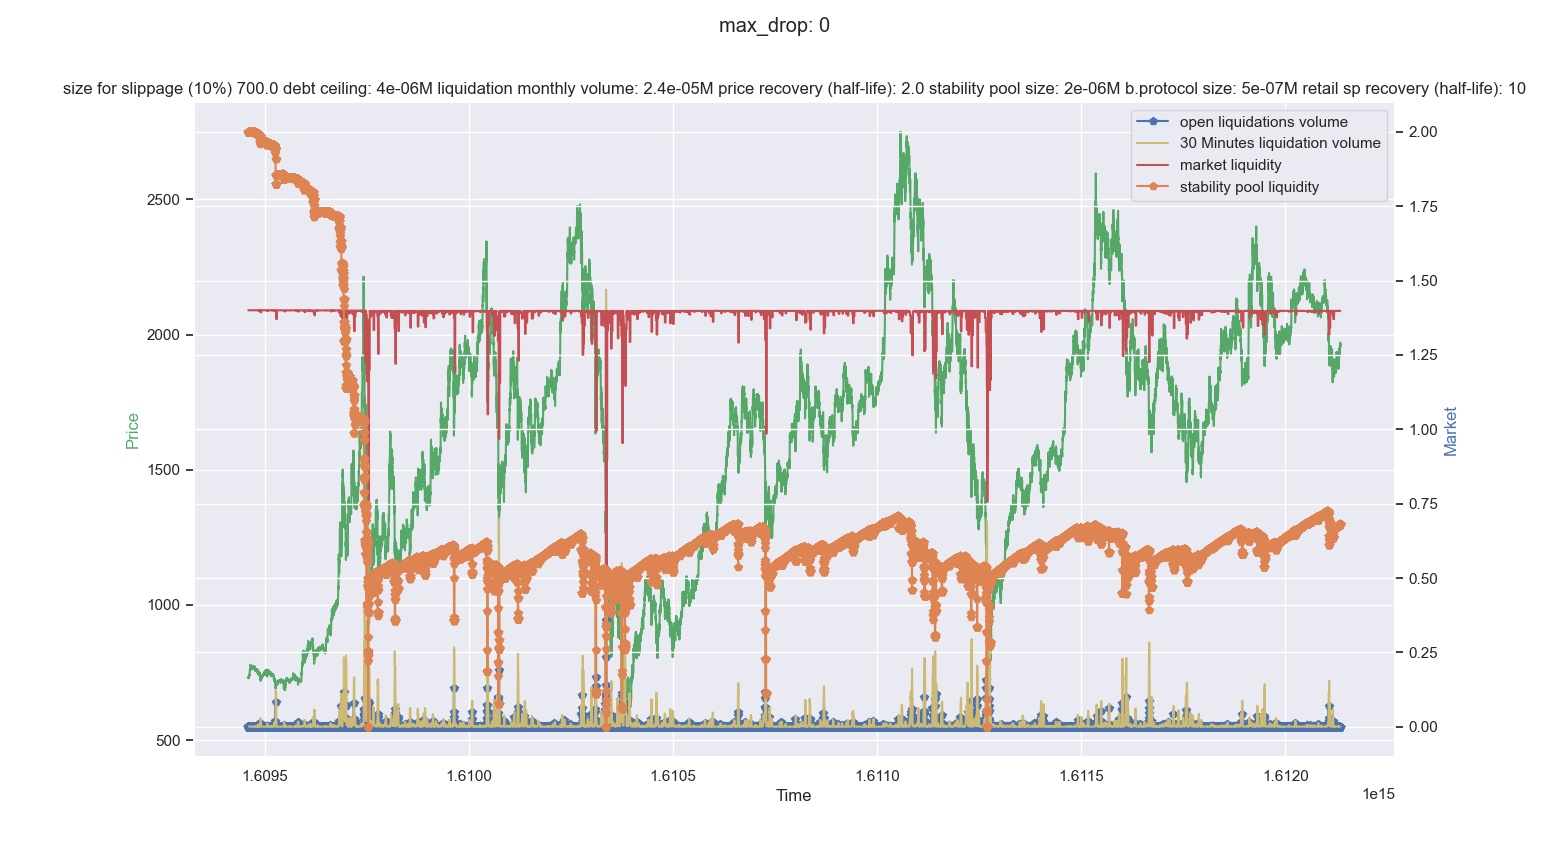 max_drop: 0
size for slippage (10%) 700.0 debt ceiling: 4e-06M liquidation monthly volume: 2.4e-05M price recovery (half-life): 2.0 stability pool size: 2e-06M b.protocol size: 5e-07M retail sp recovery (half-life): 10
open liquidations volume
30 Minutes liquidation volume
market liquidity
stability pool liquidity
2500
2000
1500
1000
500
Price
2.00
1.75
1.50
1.25
1.00
0.75
0.50
0.25
0.00
Market
1.6095
1.6100
1.6105
1.6110
1.6115
1.6120
Time
1e15